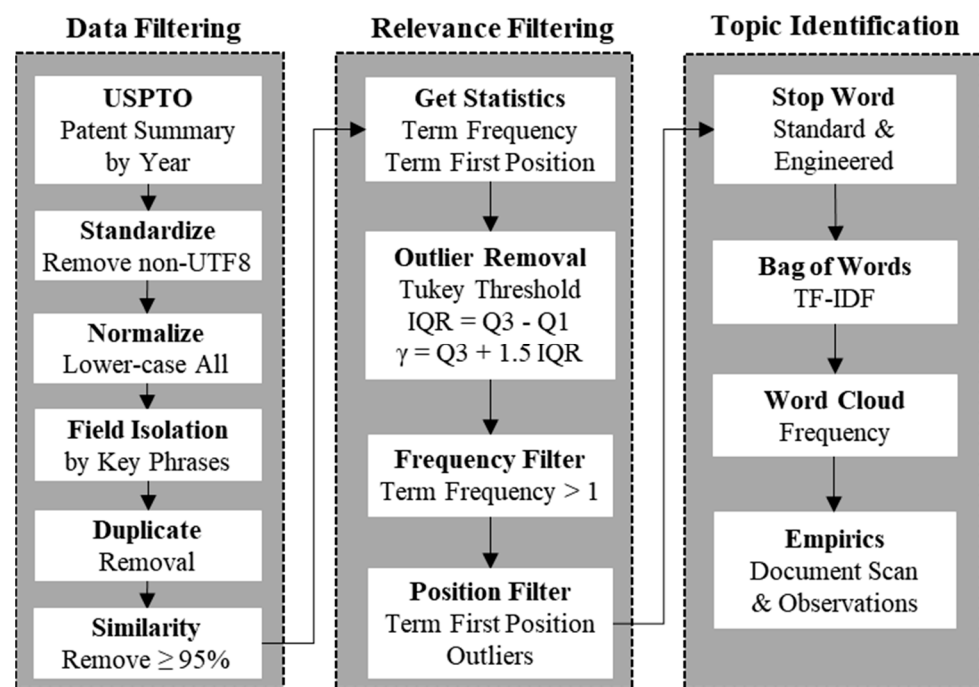 Data Filtering
USPTO
Patent Summary
by Year
Standardize
Remove non-UTF8
Normalize
Lower-case All
Field Isolation
by Key Phrases
Duplicate
Removal
Similarity
Remove ≥ 95%
Relevance Filtering
Get Statistics
Term Frequency
Term First Position
Outlier Removal
Tukey Threshold
IQR = Q3 - Q1
γ = Q3 + 1.5 IQR
Frequency Filter
Term Frequency > 1
Position Filter
Term First Position
Outliers
Topic Identification
Stop Word
Standard &
Engineered
Bag of Words
TF-IDF
Word Cloud
Frequency
Empirics
Document Scan
& Observations